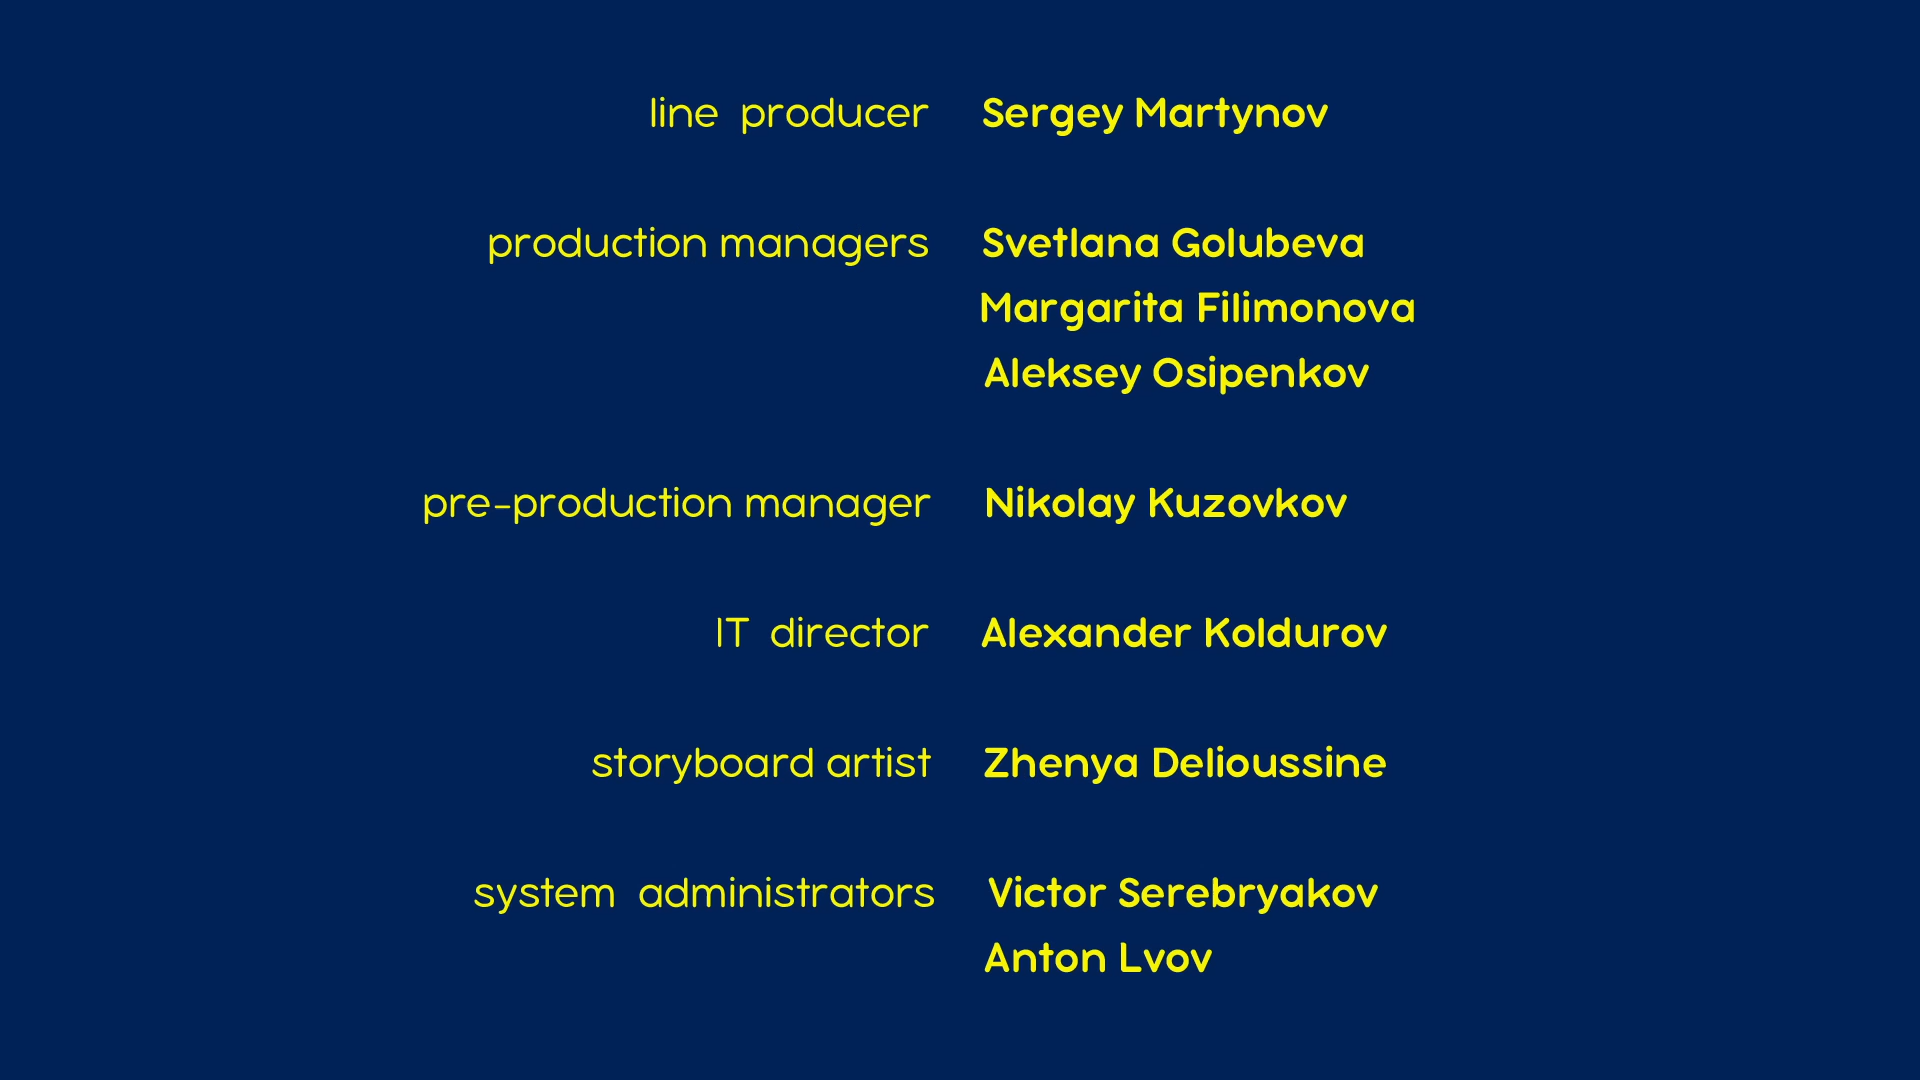 line producer Sergey Martynov
production managers Svetlana Golubeva
Margarita Filimonova
Aleksey Osipenkov
pre-production manager Nikolay Kuzovkov
IT director Alexander Koldurov
storyboard artist Zhenya Delioussine
system administrators Victor Serebryakov
Anton Lvov